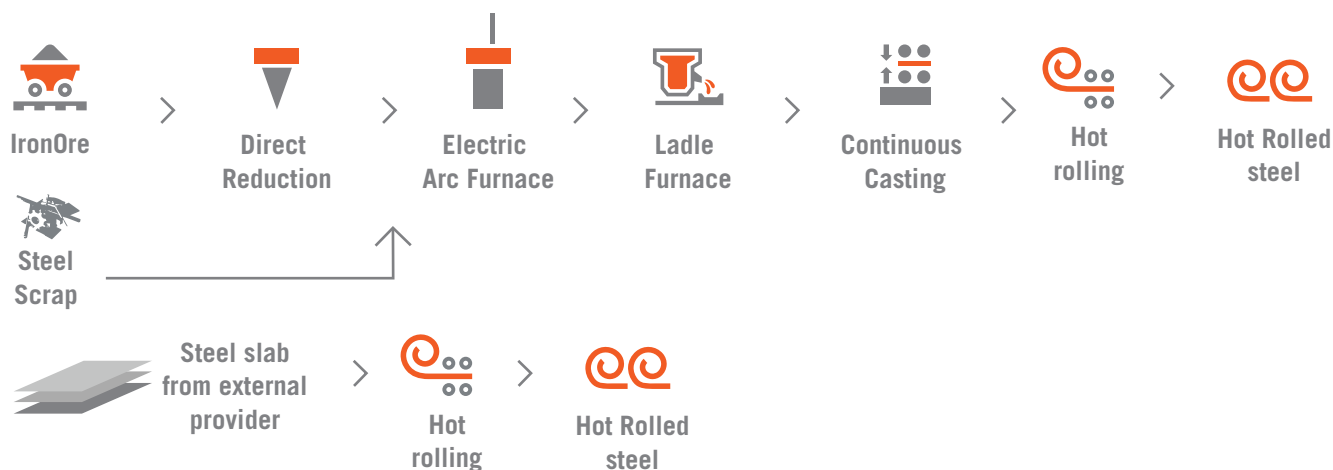 IronOre
Direct
Reduction
Electric
Arc Furnace
Ladle
Furnace
Continuous
Casting
Hot
rolling
Hot Rolled
steel
Steel
Scrap
Steel slab
from external
provider
Hot
rolling
Hot Rolled
steel